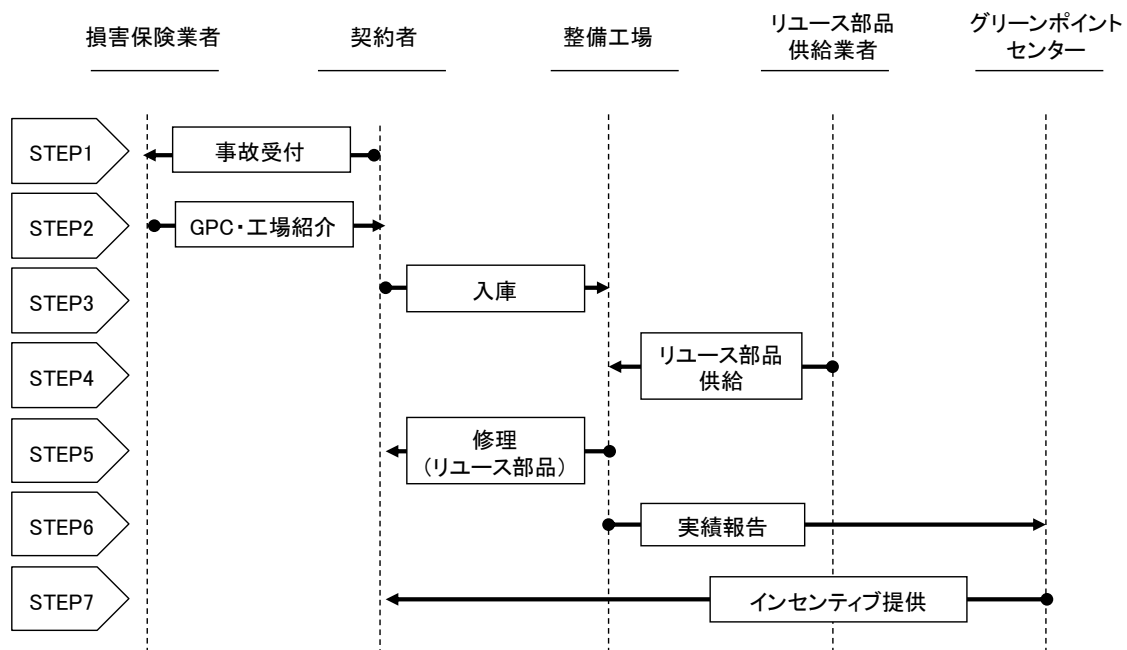 損害保険業者
契約者
整備工場
リユース部品
供給業者
グリーンポイント
センター
STEP1
事故受付
STEP2
GPC・工場紹介
STEP3
入庫
STEP4
リユース部品
供給
STEP5
修理
(リユース部品)
STEP6
実績報告
STEP7
インセンティブ提供